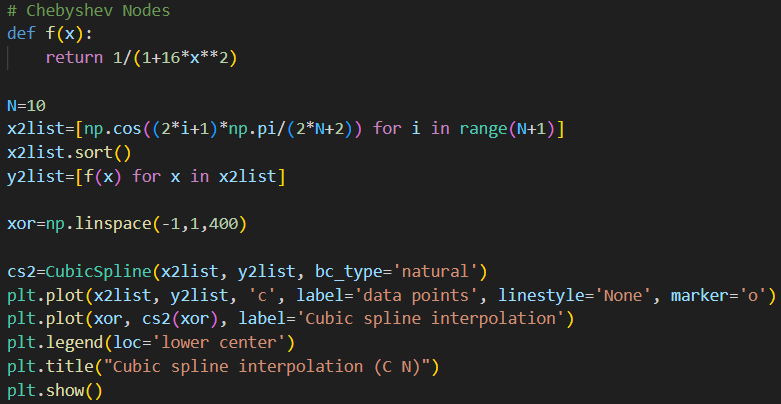 # Chebyshev Nodes
def f(x):
    return 1/(1+16*x**2)

N=10
x2list=[np.cos((2*i+1)*np.pi/(2*N+2)) for i in range(N+1)]
x2list.sort()
y2list=[f(x) for x in x2list]

xor=np.linspace(-1,1,400)

cs2=CubicSpline(x2list, y2list, bc_type='natural')
plt.plot(x2list, y2list, 'c', label='data points', linestyle='None', marker='o')
plt.plot(xor, cs2(xor), label='Cubic spline interpolation')
plt.legend(loc='lower center')
plt.title("Cubic spline interpolation (C N)")
plt.show()